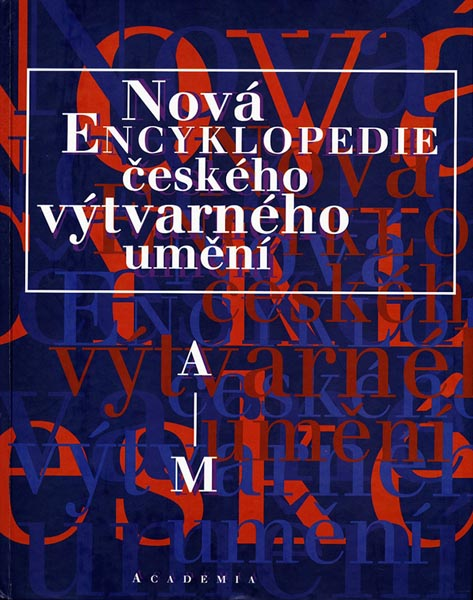 Nová
ENCYKLOPEDIE
českého
výtvarného
umění
A
M
ACADEMIA